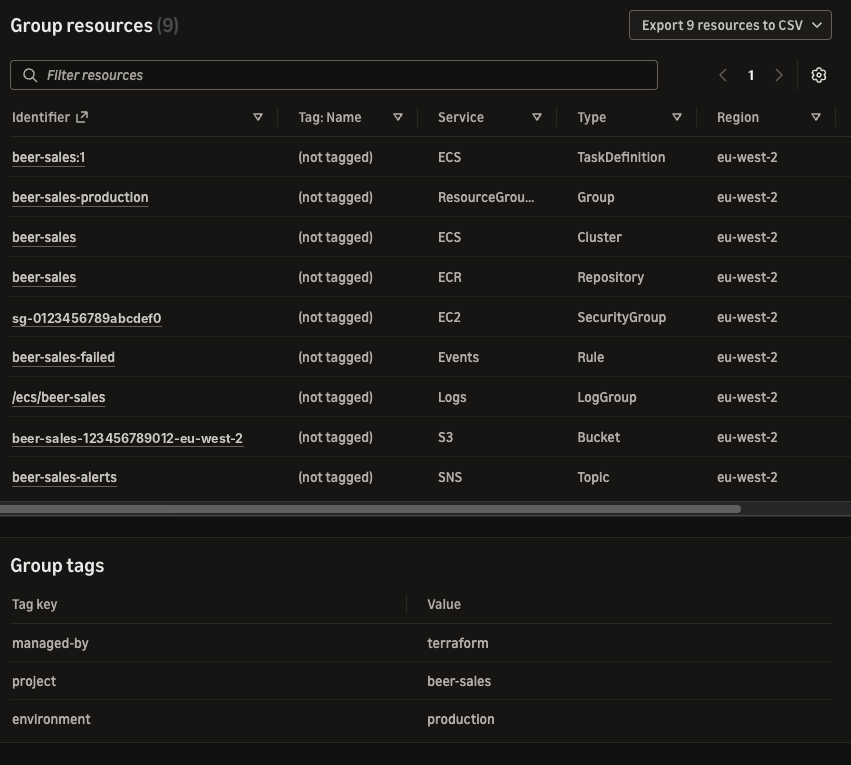 Group resources (9)
Export 9 resources to CSV
Filter resources
1
Identifier Tag: Name Service Type Region
beer-sales:1 (not tagged) ECS TaskDefinition eu-west-2
beer-sales-production (not tagged) ResourceGrou... Group eu-west-2
beer-sales (not tagged) ECS Cluster eu-west-2
beer-sales (not tagged) ECR Repository eu-west-2
sg-0123456789abcdef0 (not tagged) EC2 SecurityGroup eu-west-2
beer-sales-failed (not tagged) Events Rule eu-west-2
/ecs/beer-sales (not tagged) Logs LogGroup eu-west-2
beer-sales-123456789012-eu-west-2 (not tagged) S3 Bucket eu-west-2
beer-sales-alerts (not tagged) SNS Topic eu-west-2
Group tags
Tag key Value
managed-by terraform
project beer-sales
environment production